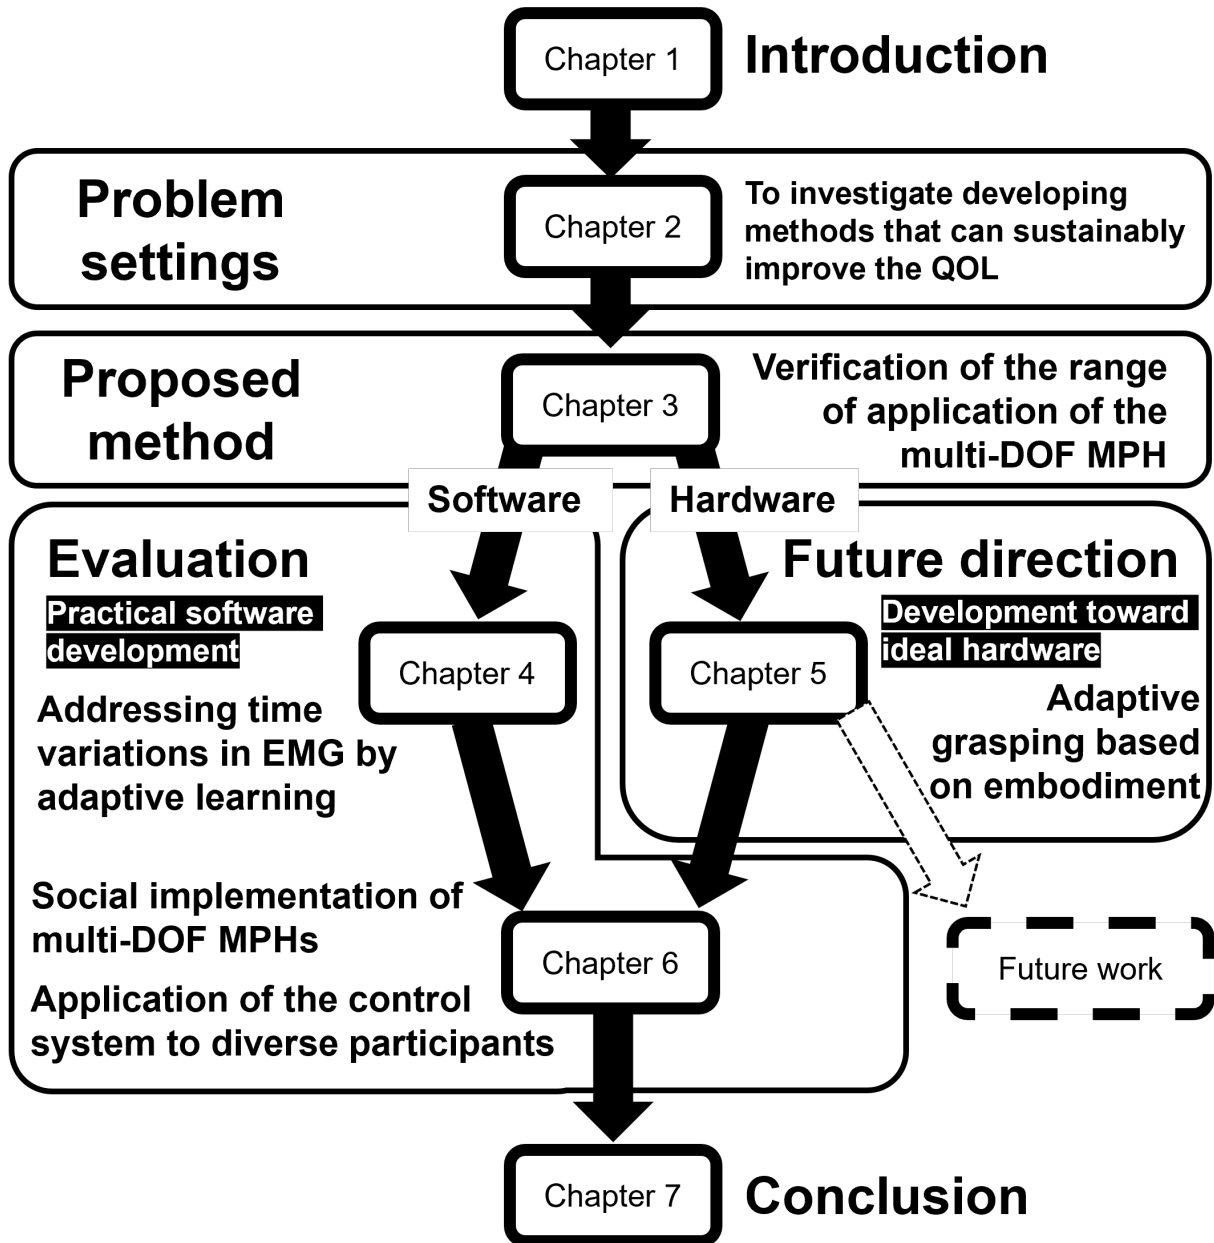 Chapter 1
Introduction
Problem
settings
Chapter 2
To investigate developing
methods that can sustainably
improve the QOL
Proposed
method
Chapter 3
Verification of the range
of application of the
multi-DOF MPH
Software
Hardware
Evaluation
Practical software
development
Addressing time
variations in EMG by
adaptive learning
Chapter 4
Future direction
Development toward
ideal hardware
Chapter 5
Adaptive
grasping based
on embodiment
Social implementation of
multi-DOF MPHs
Application of the control
system to diverse participants
Chapter 6
Future work
Chapter 7
Conclusion